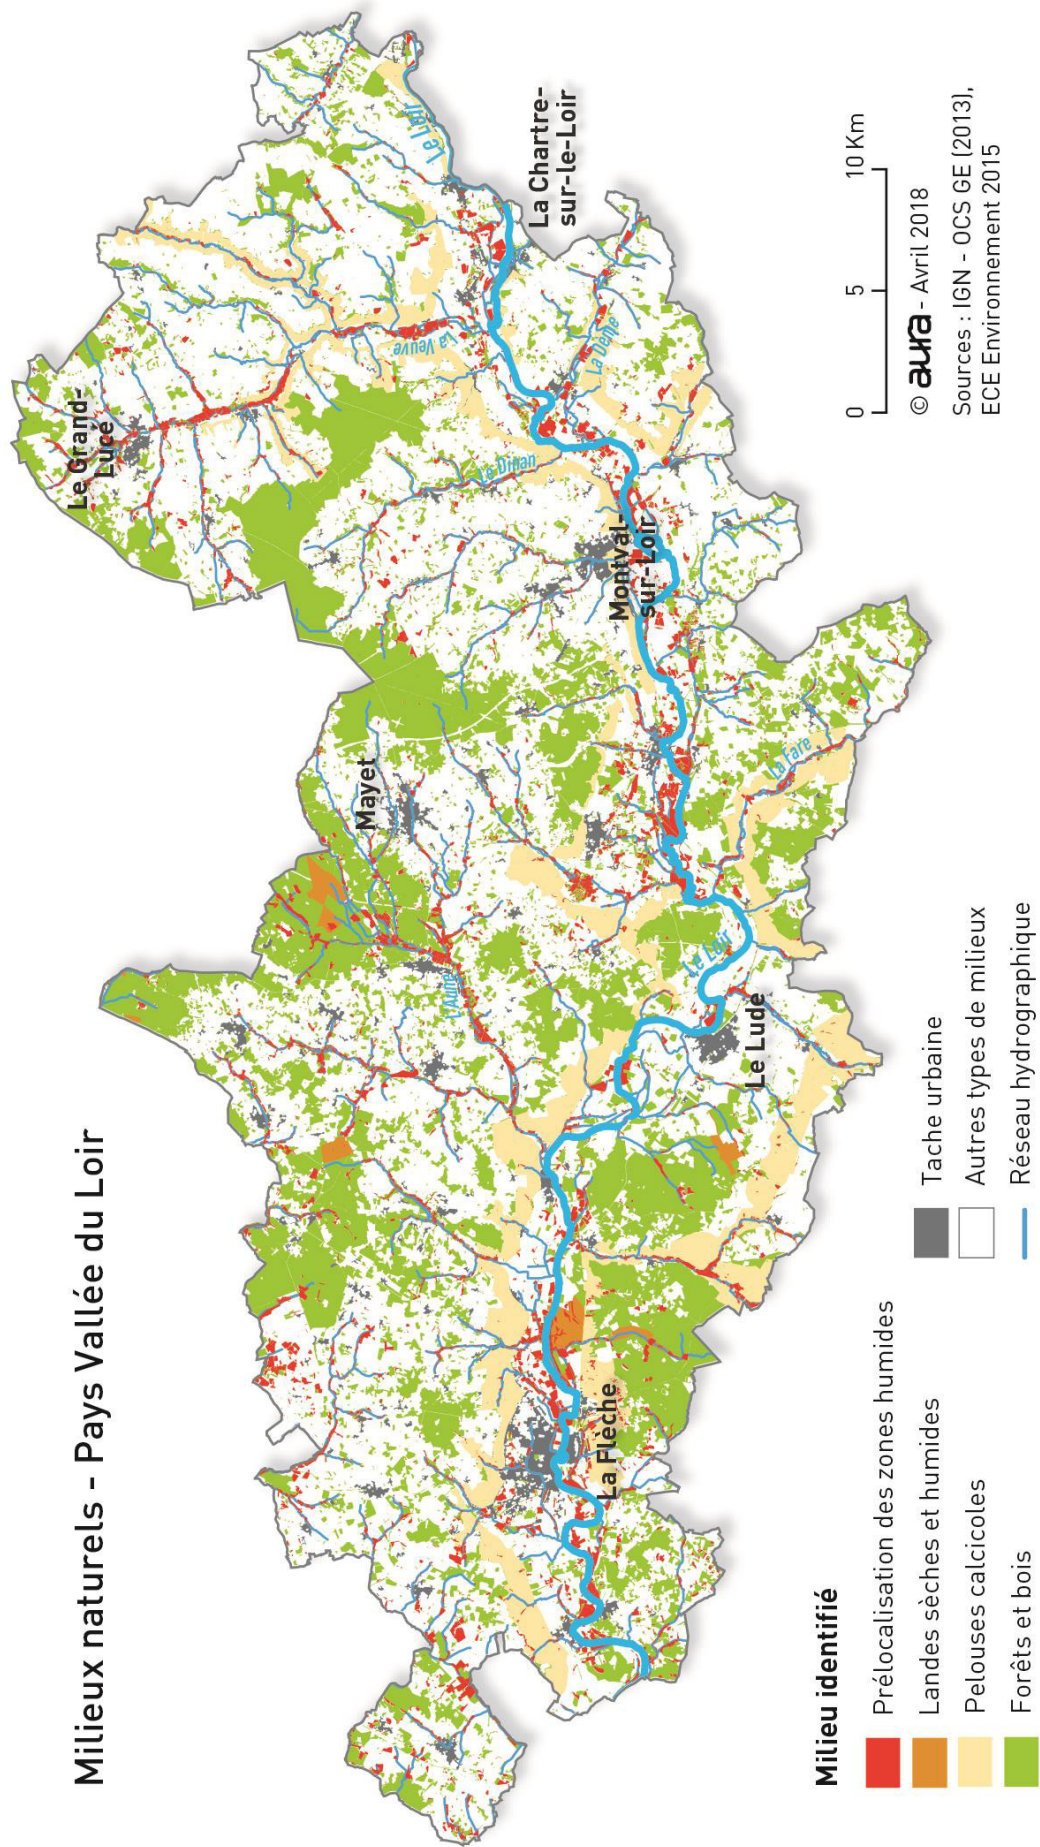 Milieux naturels - Pays Vallée du Loir
Le Grand-
Lucé
Mayet
La Chartre-
sur-le-Loir
Montval-
sur-Loir
Le Lude
La Flèche
Le Loir
La Veuve
La Dême
Le Dinan
L'Aune
La Fare
Le Loir
Milieu identifié
Prélocalisation des zones humides
Landes sèches et humides
Pelouses calcicoles
Forêts et bois
Tache urbaine
Autres types de milieux
Réseau hydrographique
0 5 10 Km
© aura - Avril 2018
Sources : IGN - OCS GE (2013),
ECE Environnement 2015